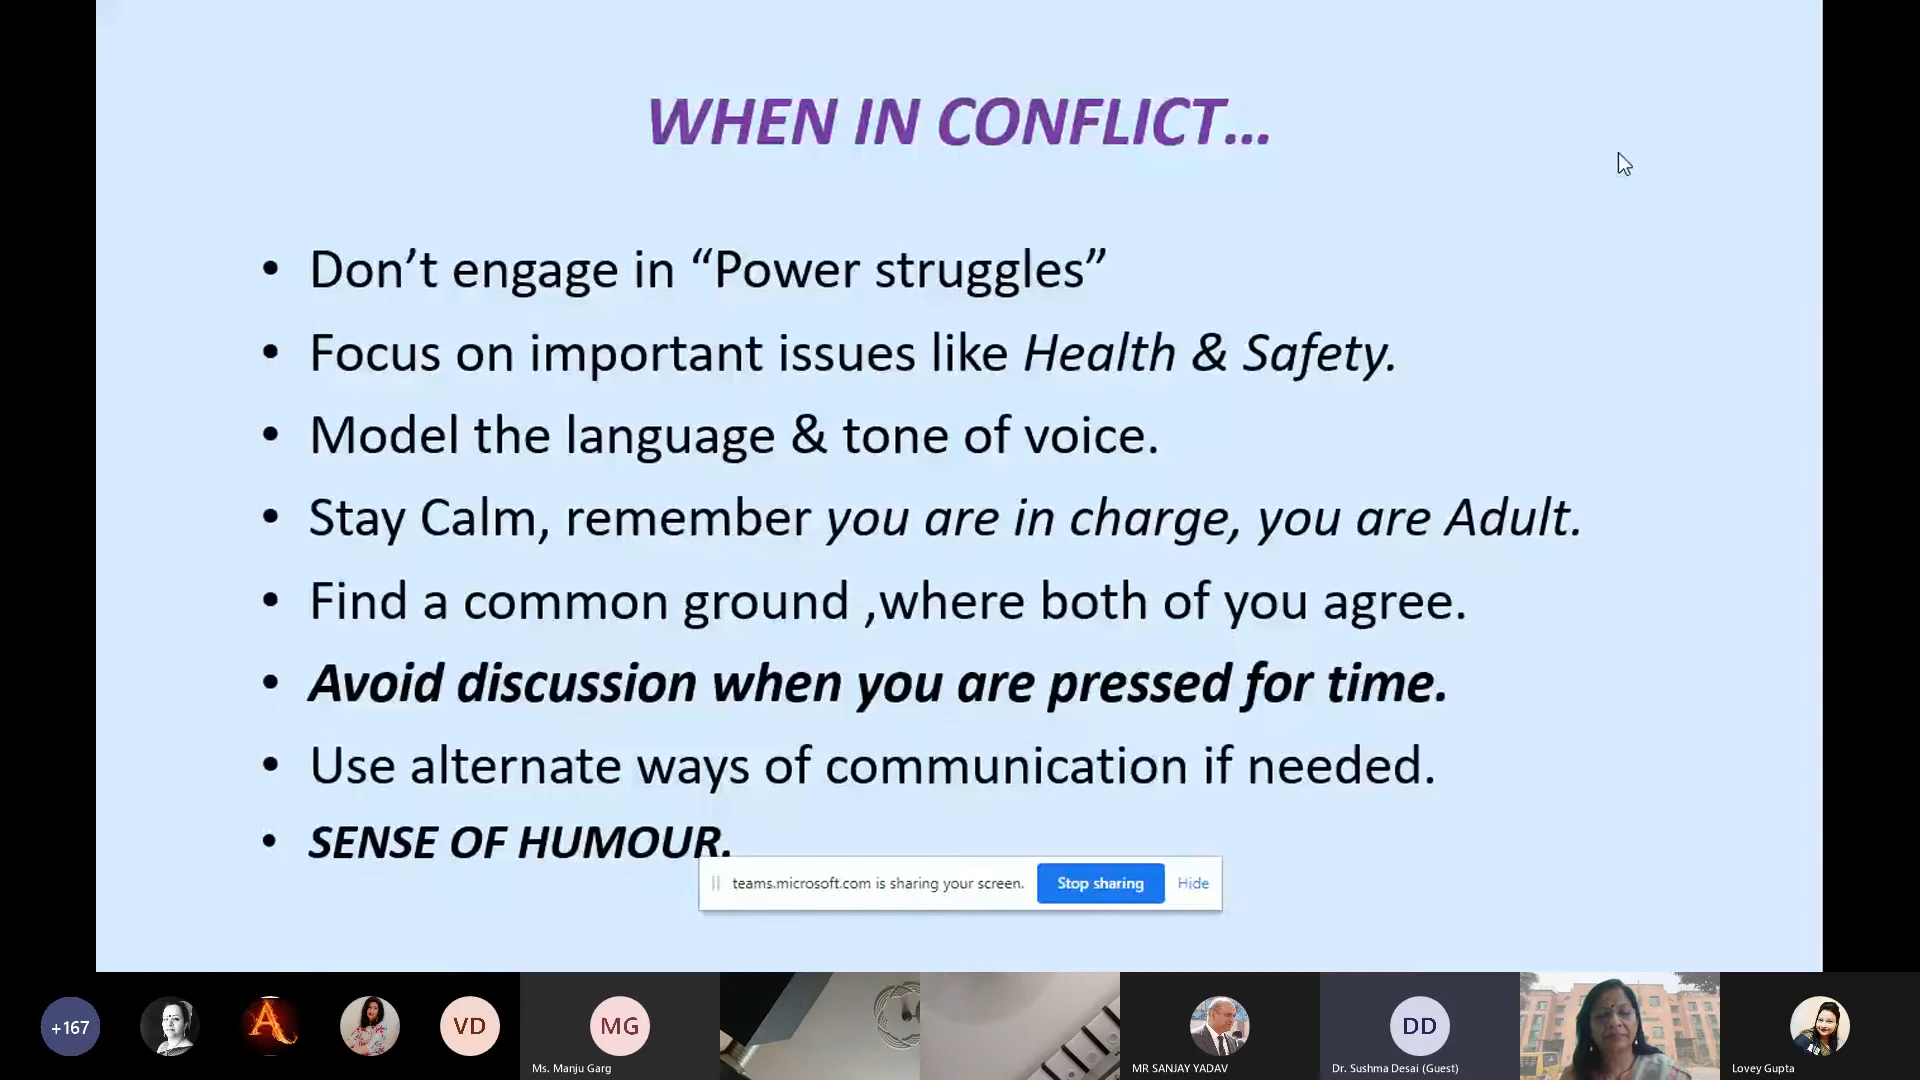 WHEN IN CONFLICT...
• Don’t engage in “Power struggles”
• Focus on important issues like Health & Safety.
• Model the language & tone of voice.
• Stay Calm, remember you are in charge, you are Adult.
• Find a common ground ,where both of you agree.
• Avoid discussion when you are pressed for time.
• Use alternate ways of communication if needed.
• SENSE OF HUMOUR.
teams.microsoft.com is sharing your screen. Stop sharing Hide
+167 A VD MG DD
Ms. Manju Garg MR SANJAY YADAV Dr. Sushma Desai (Guest) Lovey Gupta